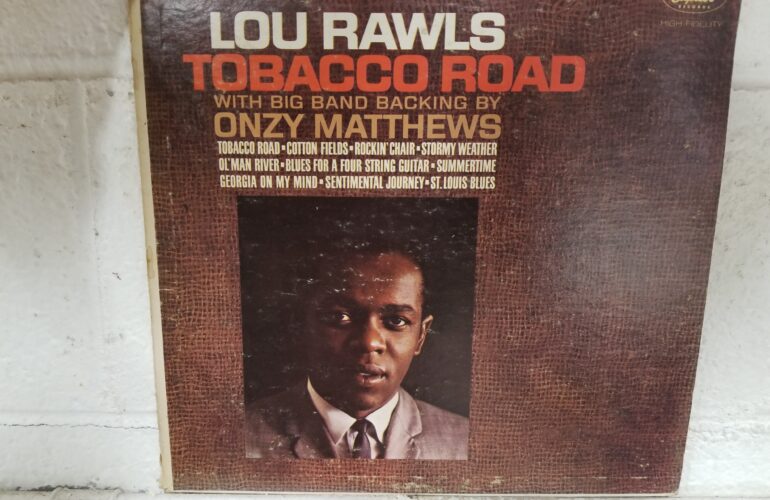 Capitol
RECORDS
HIGH FIDELITY
LOU RAWLS
TOBACCO ROAD
WITH BIG BAND BACKING BY
ONZY MATTHEWS
TOBACCO ROAD▪COTTON FIELDS▪ROCKIN' CHAIR▪STORMY WEATHER
OL' MAN RIVER▪BLUES FOR A FOUR STRING GUITAR▪SUMMERTIME
GEORGIA ON MY MIND▪SENTIMENTAL JOURNEY▪ST. LOUIS BLUES